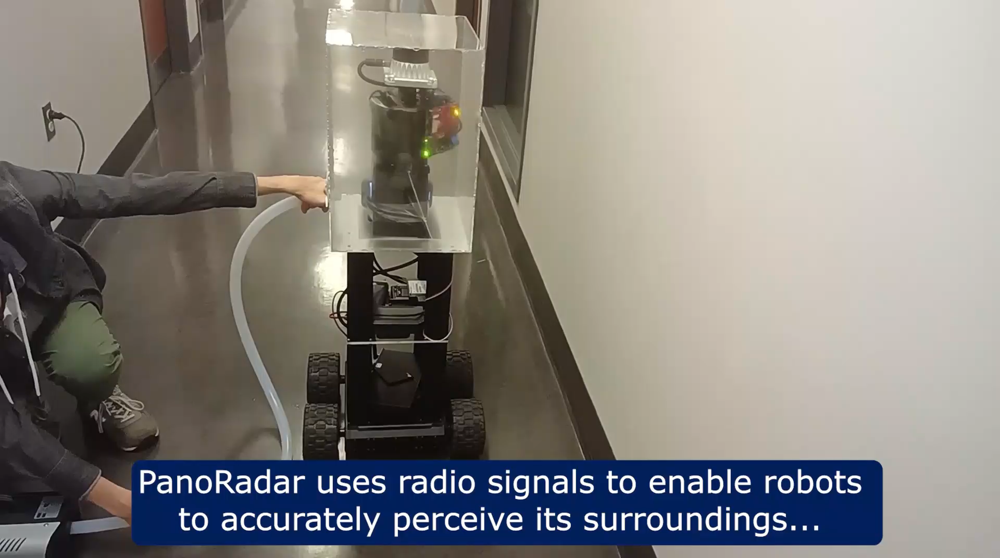 PanoRadar uses radio signals to enable robots
to accurately perceive its surroundings...